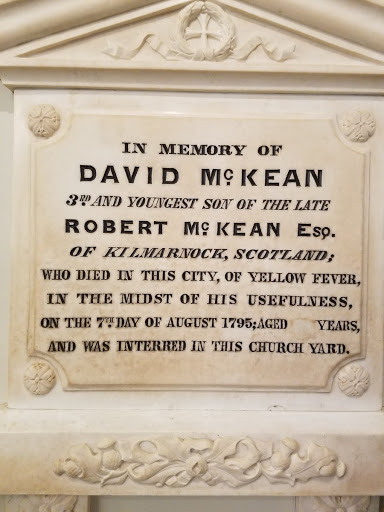 IN MEMORY OF
DAVID McKEAN
3RD AND YOUNGEST SON OF THE LATE
ROBERT McKEAN ESQ.
OF KILMARNOCK, SCOTLAND;
WHO DIED IN THIS CITY, OF YELLOW FEVER,
IN THE MIDST OF HIS USEFULNESS,
ON THE 7TH DAY OF AUGUST 1795; AGED YEARS,
AND WAS INTERRED IN THIS CHURCH YARD.